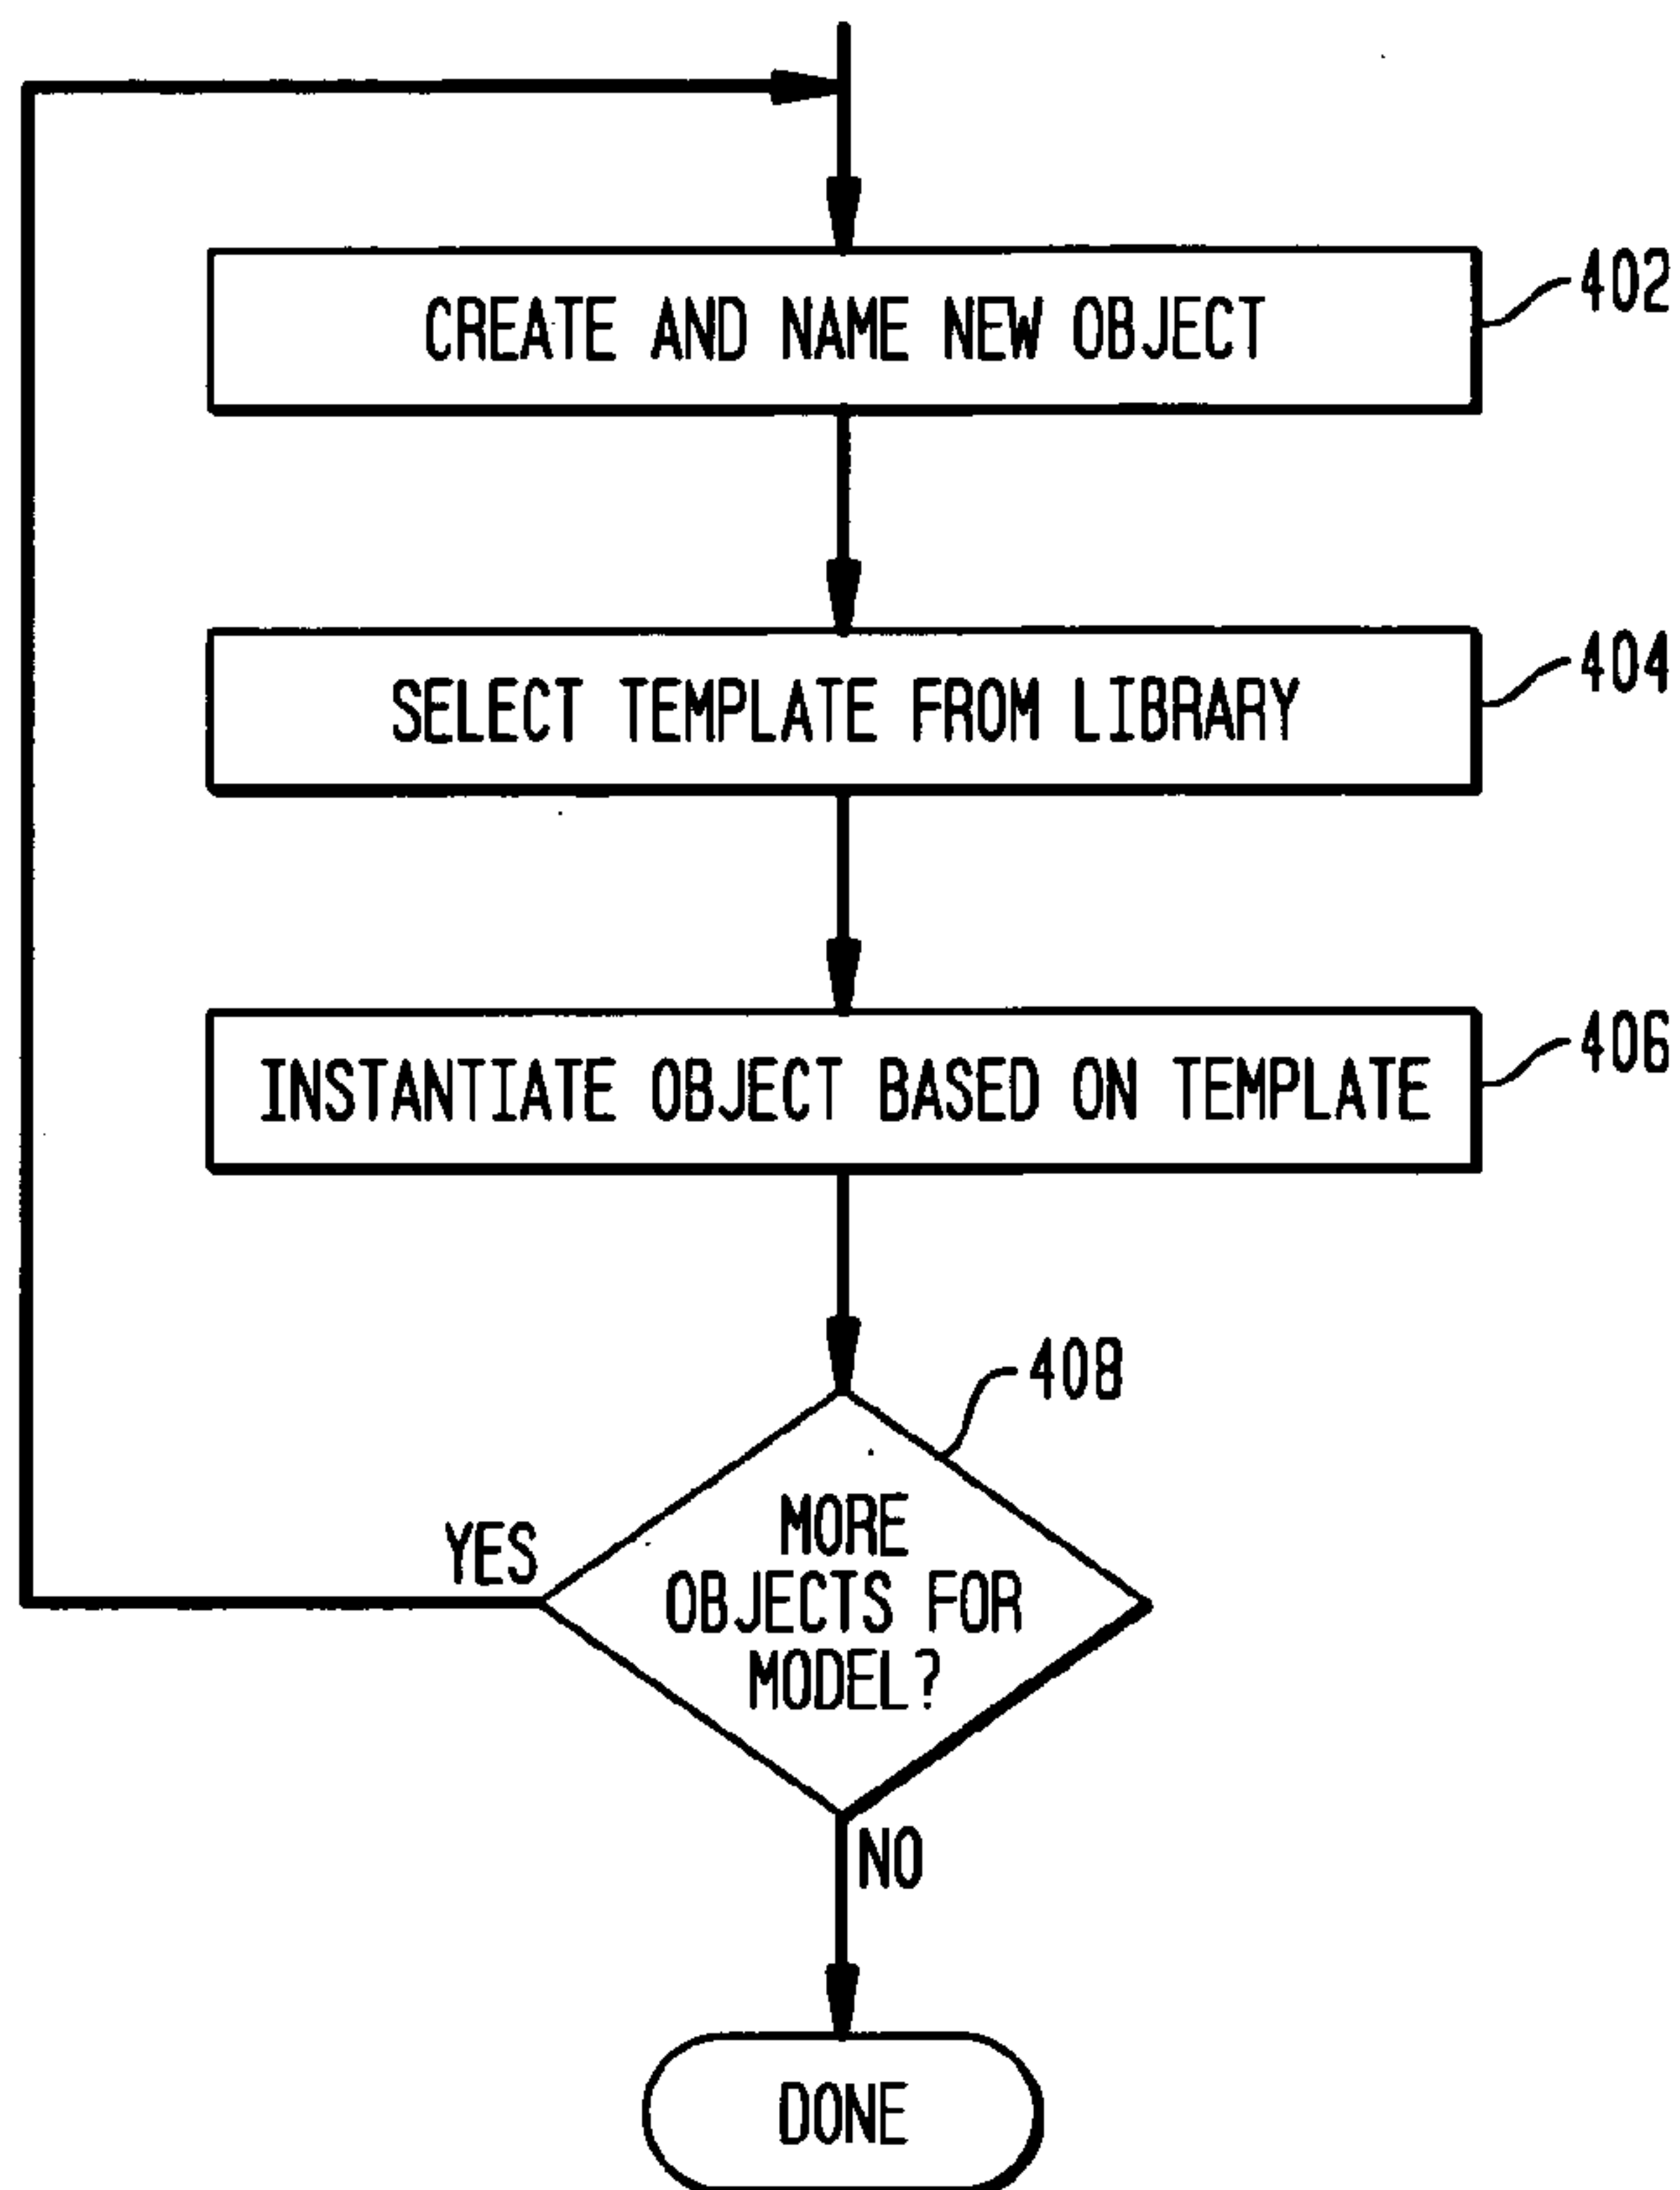 CREATE AND NAME NEW OBJECT
402
SELECT TEMPLATE FROM LIBRARY
404
INSTANTIATE OBJECT BASED ON TEMPLATE
406
408
MORE
OBJECTS FOR
MODEL?
YES
NO
DONE